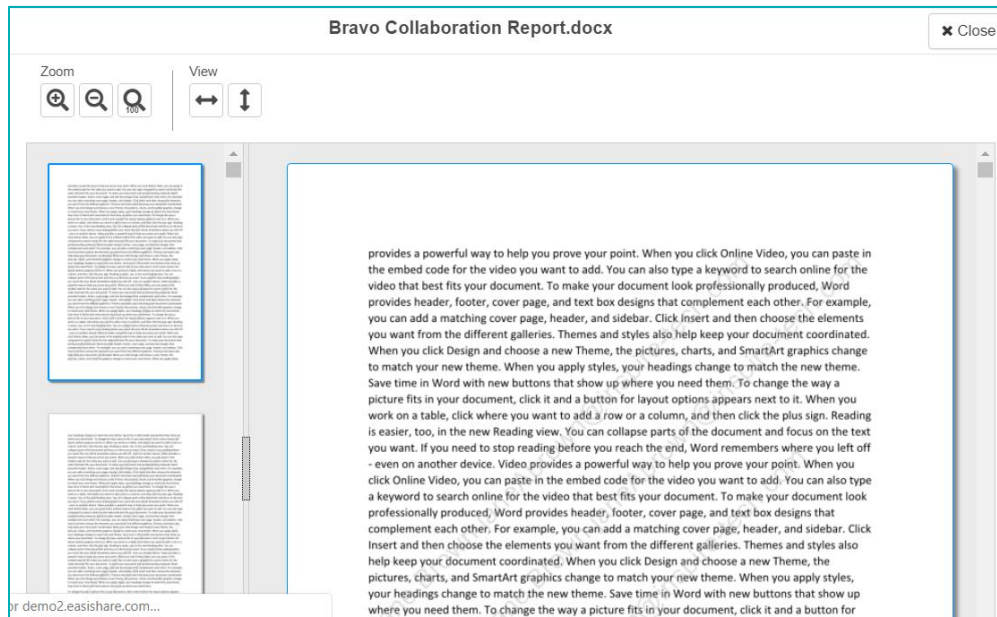 Bravo Collaboration Report.docx
Close
Zoom
View
100
provides a powerful way to help you prove your point. When you click Online Video, you can paste in
the embed code for the video you want to add. You can also type a keyword to search online for the
video that best fits your document. To make your document look professionally produced, Word
provides header, footer, cover page, and text box designs that complement each other. For example,
you can add a matching cover page, header, and sidebar. Click Insert and then choose the elements
you want from the different galleries. Themes and styles also help keep your document coordinated.
When you click Design and choose a new Theme, the pictures, charts, and SmartArt graphics change
to match your new theme. When you apply styles, your headings change to match the new theme.
Save time in Word with new buttons that show up where you need them. To change the way a
picture fits in your document, click it and a button for layout options appears next to it. When you
work on a table, click where you want to add a row or a column, and then click the plus sign. Reading
is easier, too, in the new Reading view. You can collapse parts of the document and focus on the text
you want. If you need to stop reading before you reach the end, Word remembers where you left off
- even on another device. Video provides a powerful way to help you prove your point. When you
click Online Video, you can paste in the embed code for the video you want to add. You can also type
a keyword to search online for the video that best fits your document. To make your document look
professionally produced, Word provides header, footer, cover page, and text box designs that
complement each other. For example, you can add a matching cover page, header, and sidebar. Click
Insert and then choose the elements you want from the different galleries. Themes and styles also
help keep your document coordinated. When you click Design and choose a new Theme, the
pictures, charts, and SmartArt graphics change to match your new theme. When you apply styles,
your headings change to match the new theme. Save time in Word with new buttons that show up
where you need them. To change the way a picture fits in your document, click it and a button for
or demo2.easishare.com...